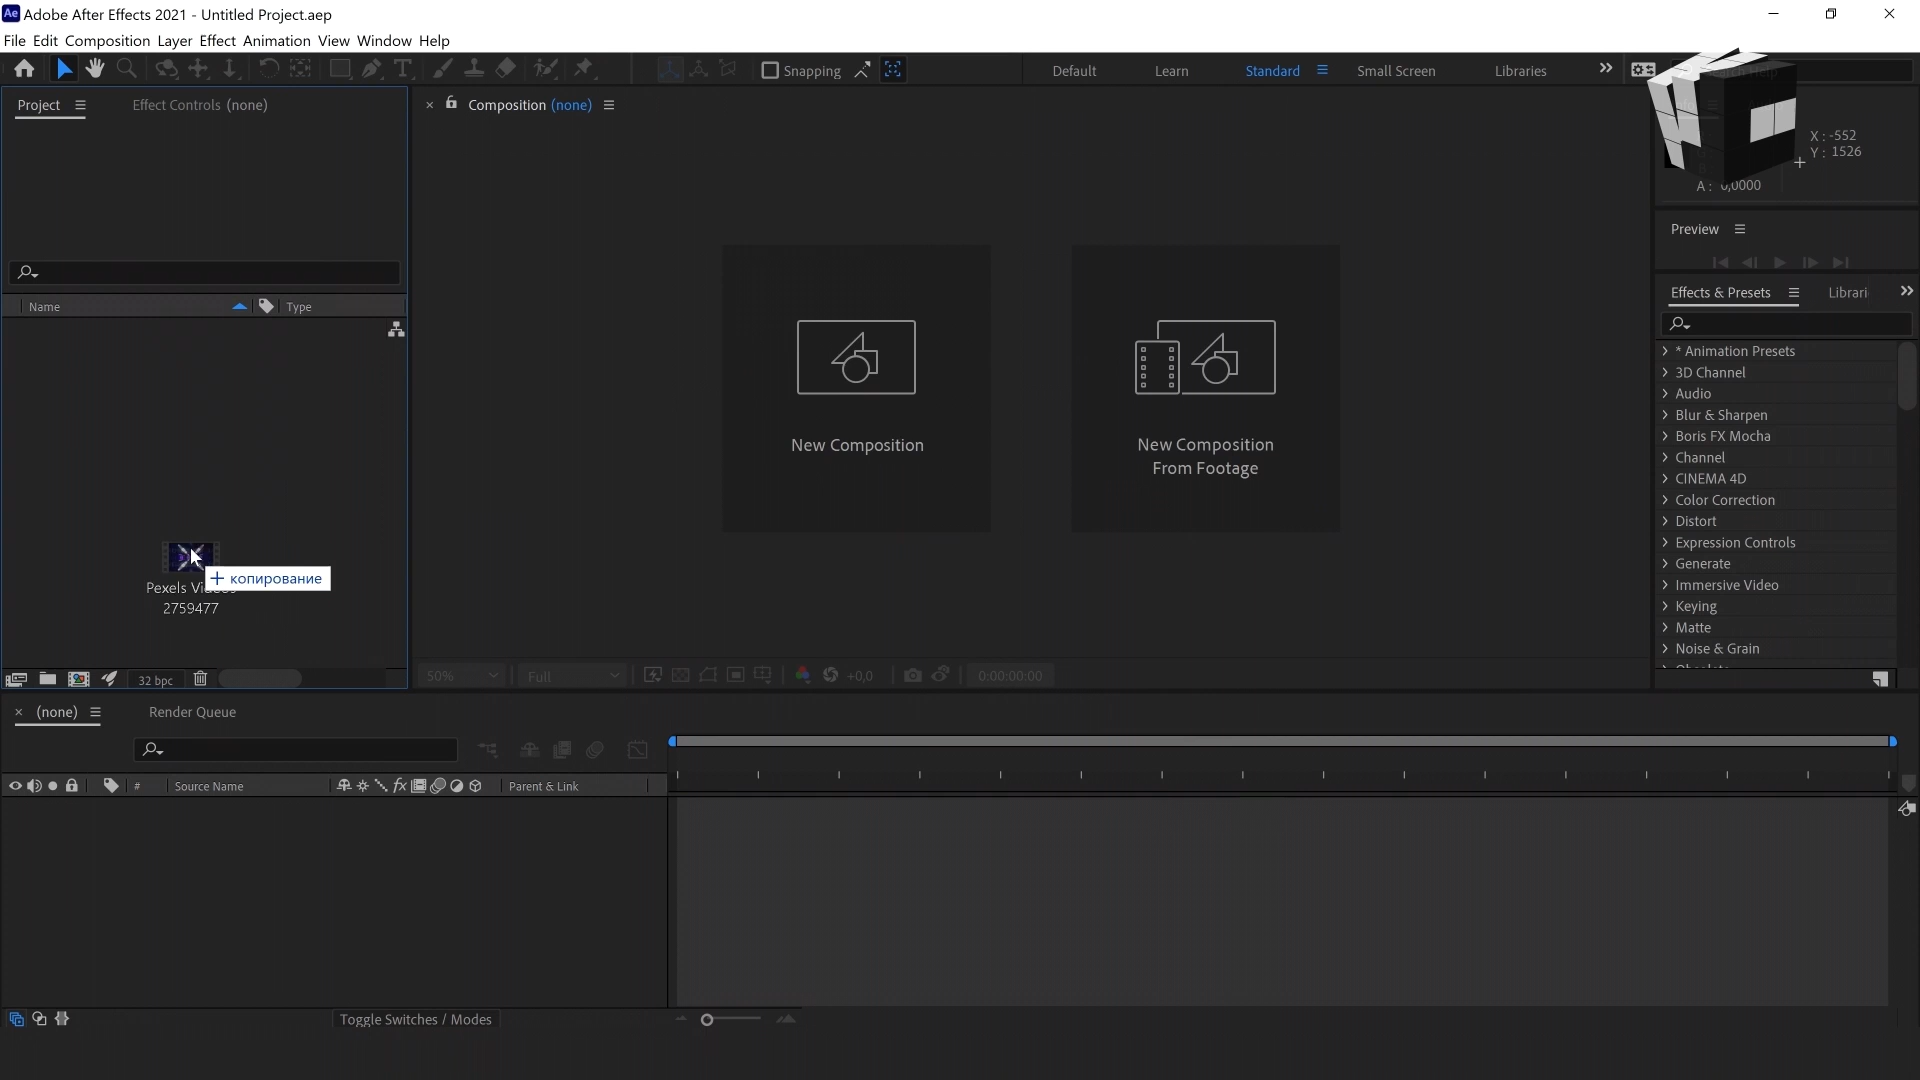 Adobe After Effects 2021 - Untitled Project.aep
File Edit Composition Layer Effect Animation View Window Help
Snapping
Default
Learn
Standard
Small Screen
Libraries
Project
Effect Controls (none)
Composition (none)
X : -552
Y : 1526
A : 0,0000
Preview
Name
Type
Effects & Presets
Librari
* Animation Presets
3D Channel
Audio
Blur & Sharpen
Boris FX Mocha
Channel
CINEMA 4D
Color Correction
Distort
Expression Controls
Generate
Immersive Video
Keying
Matte
Noise & Grain
New Composition
New Composition
From Footage
Pexels
+ копирование
2759477
32 bpc
50%
Full
+0,0
0:00:00:00
(none)
Render Queue
#
Source Name
fx
Parent & Link
Toggle Switches / Modes